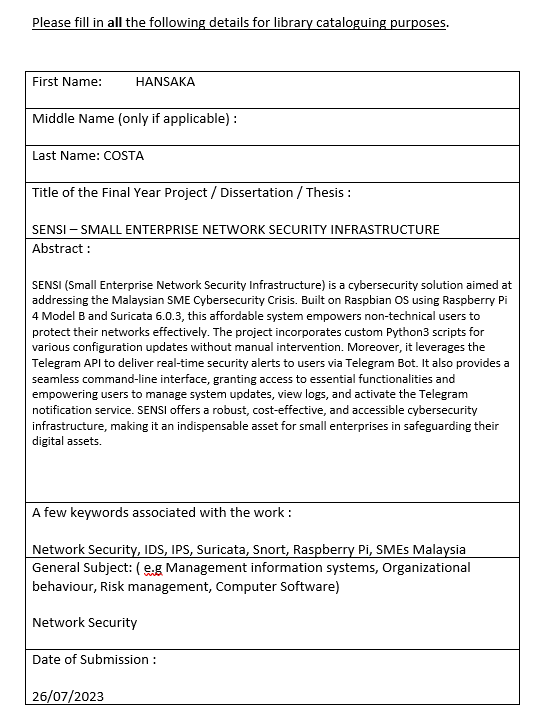 Please fill in all the following details for library cataloguing purposes.
First Name: HANSAKA
Middle Name (only if applicable) :
Last Name: COSTA
Title of the Final Year Project / Dissertation / Thesis :
SENSI – SMALL ENTERPRISE NETWORK SECURITY INFRASTRUCTURE
Abstract :
SENSI (Small Enterprise Network Security Infrastructure) is a cybersecurity solution aimed at
addressing the Malaysian SME Cybersecurity Crisis. Built on Raspbian OS using Raspberry Pi
4 Model B and Suricata 6.0.3, this affordable system empowers non-technical users to
protect their networks effectively. The project incorporates custom Python3 scripts for
various configuration updates without manual intervention. Moreover, it leverages the
Telegram API to deliver real-time security alerts to users via Telegram Bot. It also provides a
seamless command-line interface, granting access to essential functionalities and
empowering users to manage system updates, view logs, and activate the Telegram
notification service. SENSI offers a robust, cost-effective, and accessible cybersecurity
infrastructure, making it an indispensable asset for small enterprises in safeguarding their
digital assets.
A few keywords associated with the work :
Network Security, IDS, IPS, Suricata, Snort, Raspberry Pi, SMEs Malaysia
General Subject: ( e.g Management information systems, Organizational
behaviour, Risk management, Computer Software)
Network Security
Date of Submission :
26/07/2023